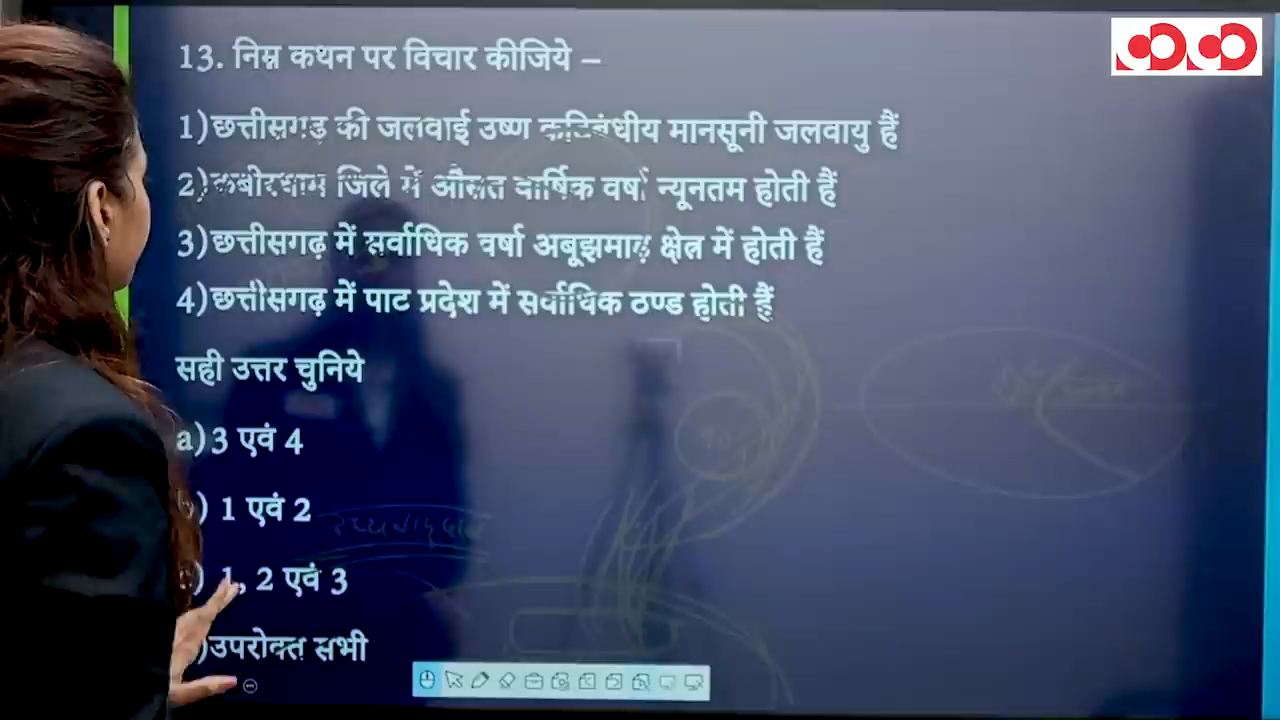 13. निम्न कथन पर विचार कीजिये –
1)छत्तीसगढ़ की जलवाई उष्ण कटिबंधीय मानसूनी जलवायु हैं
2)कबीरधाम जिले में औसत वार्षिक वर्षा न्यूनतम होती हैं
3)छत्तीसगढ़ में सर्वाधिक वर्षा अबूझमाड़ क्षेत्र में होती हैं
4)छत्तीसगढ़ में पाट प्रदेश में सर्वाधिक ठण्ड होती हैं
सही उत्तर चुनिये
a)3 एवं 4
) 1 एवं 2
) 1, 2 एवं 3
)उपरोक्त सभी